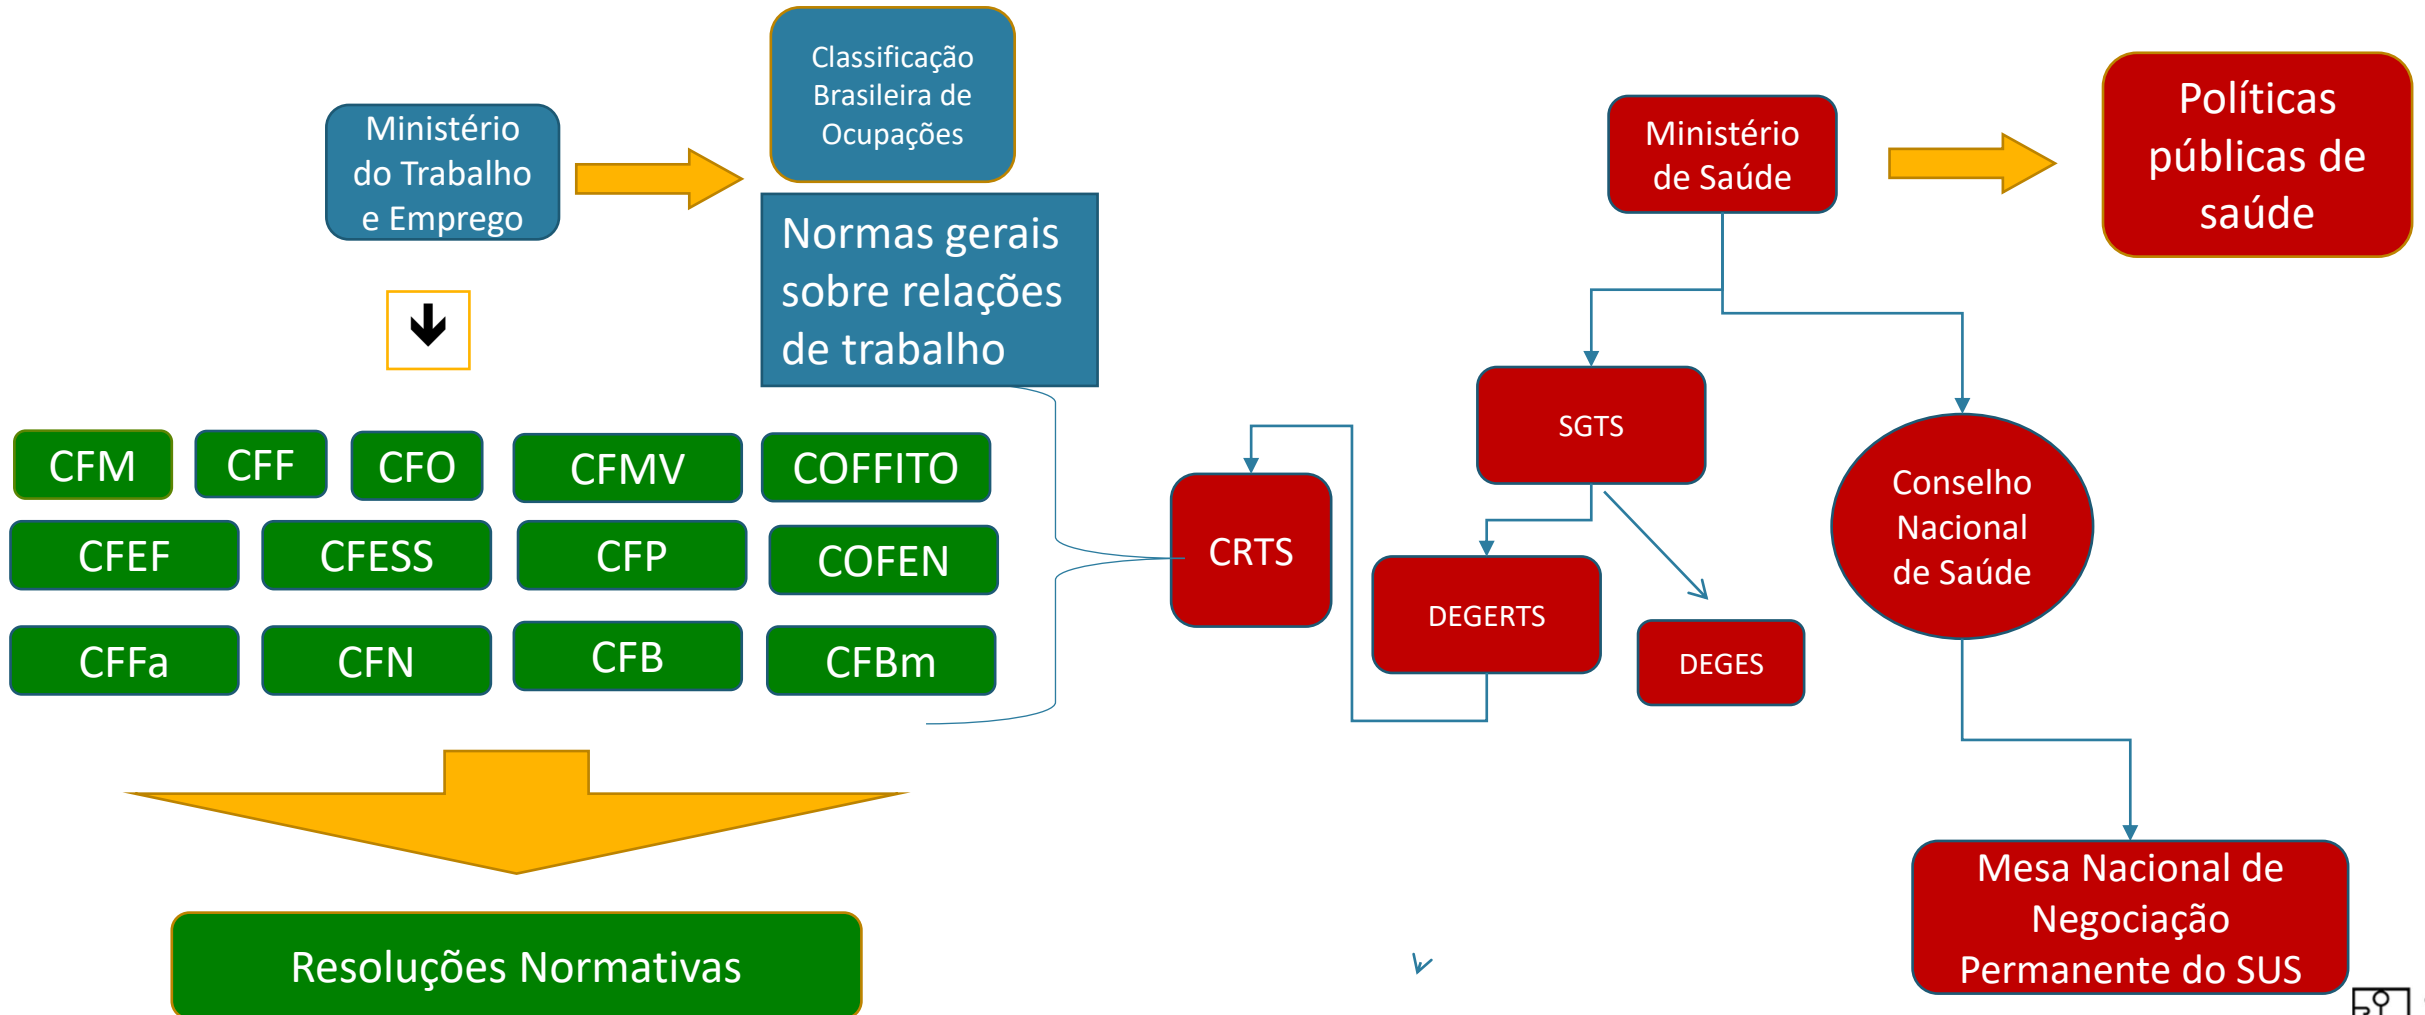 Classificação
Brasileira de
Ocupações
Ministério
do Trabalho
e Emprego
Normas gerais
sobre relações
de trabalho
Ministério
de Saúde
Políticas
públicas de
saúde
CFM
CFF
CFO
CFMV
COFFITO
CFEF
CFESS
CFP
COFEN
CFFa
CFN
CFB
CFBm
Resoluções Normativas
CRTS
SGTS
DEGERTS
DEGES
Conselho
Nacional
de Saúde
Mesa Nacional de
Negociação
Permanente do SUS